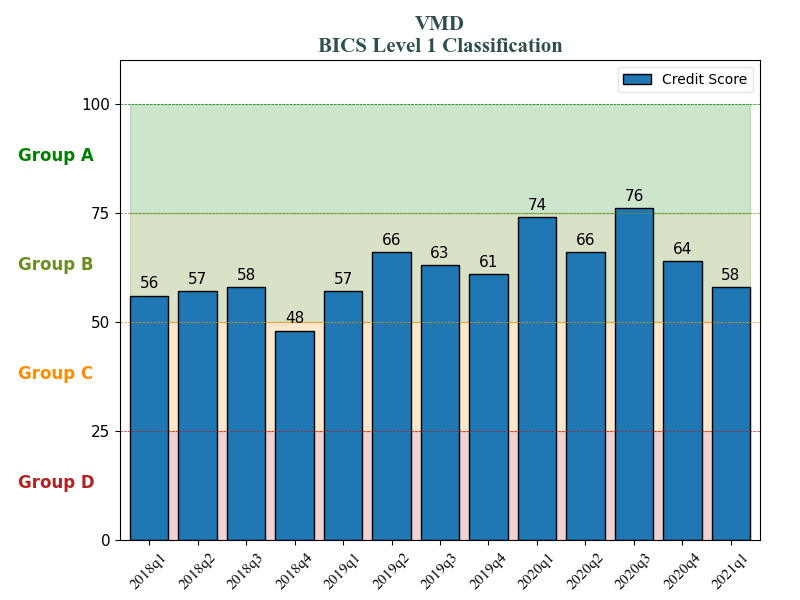 VMD
BICS Level 1 Classification
Credit Score
100
Group A
75
Group B
50
Group C
25
Group D
0
56
57
58
48
57
66
63
61
74
66
76
64
58
2018q1
2018q2
2018q3
2018q4
2019q1
2019q2
2019q3
2019q4
2020q1
2020q2
2020q3
2020q4
2021q1